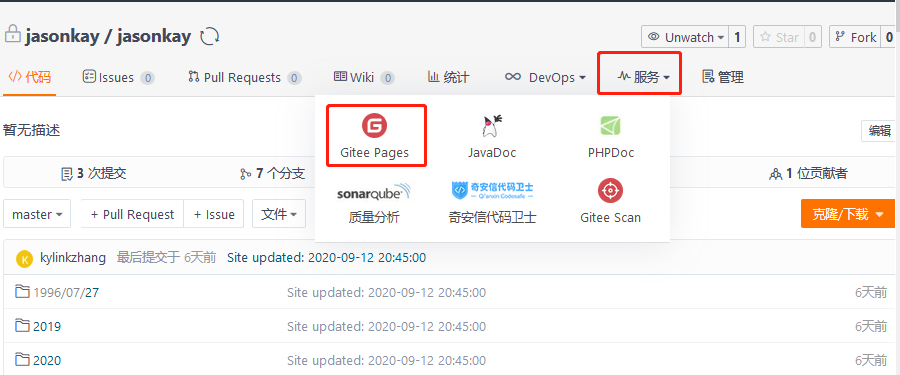 jasonkay / jasonkay
Unwatch 1 Star 0 Fork 0
代码 Issues 0 Pull Requests 0 Wiki 0 统计 DevOps 服务 管理
暂无描述 编辑
Gitee Pages JavaDoc PHPDoc
sonarqube 奇安信代码卫士 Qi'anxin Codesafe
质量分析 奇安信代码卫士 Gitee Scan
3 次提交 7 个分支 1 位贡献者
master + Pull Request + Issue 文件 克隆/下载
K kylinkzhang 最后提交于 6天前 Site updated: 2020-09-12 20:45:00
1996/07/27 Site updated: 2020-09-12 20:45:00 6天前
2019 Site updated: 2020-09-12 20:45:00 6天前
2020 Site updated: 2020-09-12 20:45:00 6天前